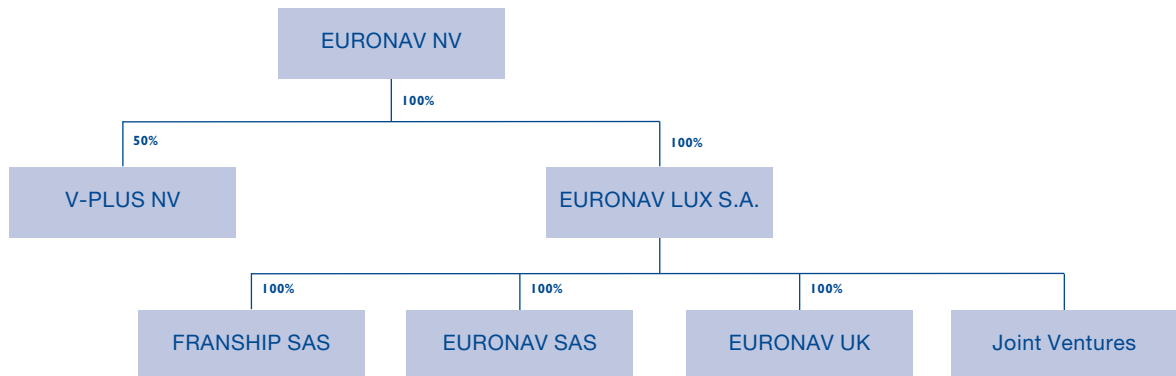 EURONAV NV
100%
50%
100%
V-PLUS NV
EURONAV LUX S.A.
100%
100%
100%
FRANSHIP SAS
EURONAV SAS
EURONAV UK
Joint Ventures